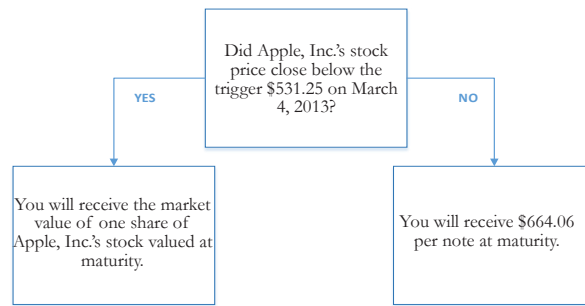 Did Apple, Inc.'s stock
price close below the
trigger $531.25 on March
4, 2013?
YES
NO
You will receive the market
value of one share of
Apple, Inc.'s stock valued at
maturity.
You will receive $664.06
per note at maturity.